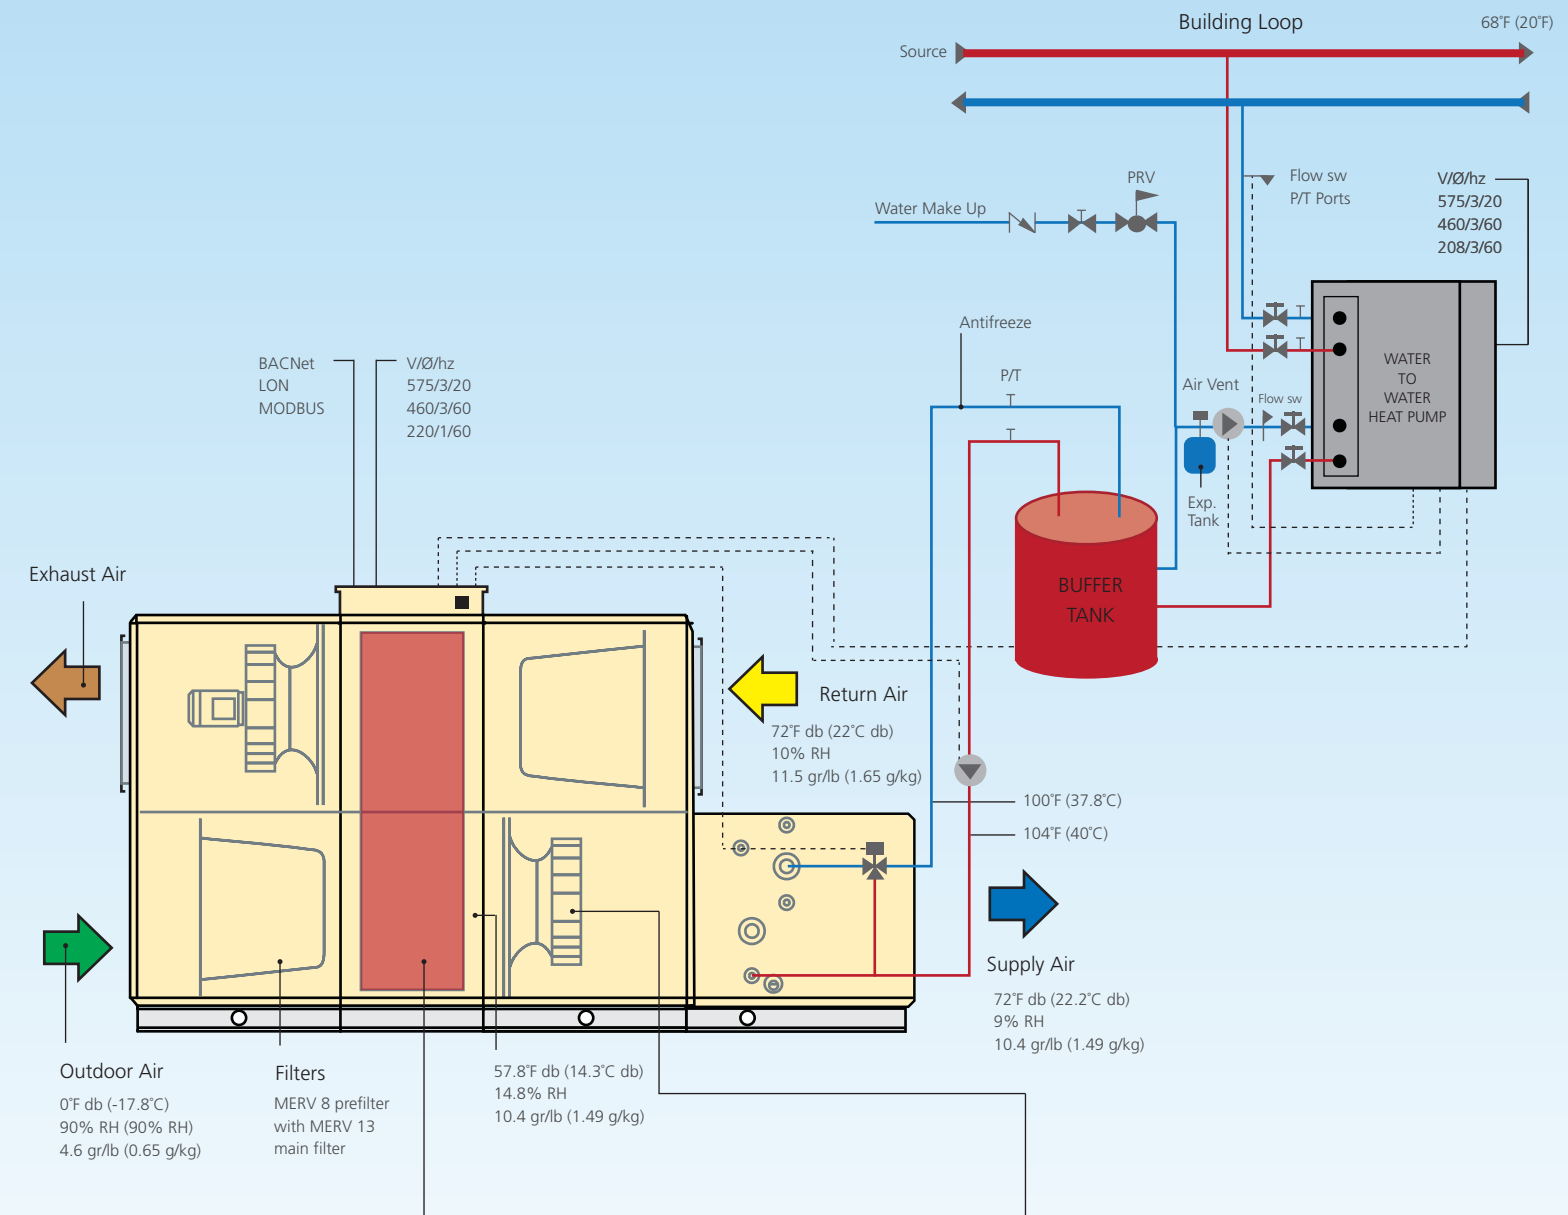 Building Loop
68°F (20°F)
Source
Flow sw
P/T Ports
V/Ø/hz
575/3/20
460/3/60
208/3/60
PRV
Water Make Up
Antifreeze
P/T
Air Vent
Flow sw
WATER
TO
WATER
HEAT PUMP
Exp.
Tank
BACNet
LON
MODBUS
V/Ø/hz
575/3/20
460/3/60
220/1/60
BUFFER
TANK
Exhaust Air
Return Air
72°F db (22°C db)
10% RH
11.5 gr/lb (1.65 g/kg)
100°F (37.8°C)
104°F (40°C)
Supply Air
72°F db (22.2°C db)
9% RH
10.4 gr/lb (1.49 g/kg)
Outdoor Air
0°F db (-17.8°C)
90% RH (90% RH)
4.6 gr/lb (0.65 g/kg)
Filters
MERV 8 prefilter
with MERV 13
main filter
57.8°F db (14.3°C db)
14.8% RH
10.4 gr/lb (1.49 g/kg)